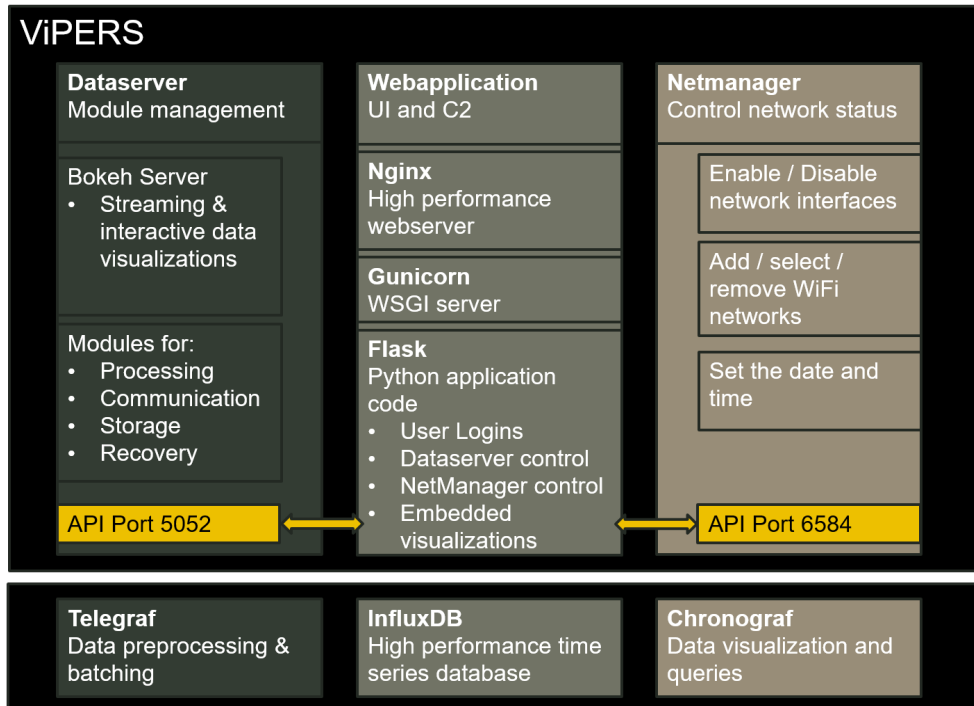 ViPERS
Dataserver
Module management
Bokeh Server
• Streaming &
interactive data
visualizations
Modules for:
• Processing
• Communication
• Storage
• Recovery
API Port 5052
Webapplication
UI and C2
Nginx
High performance
webserver
Gunicorn
WSGI server
Flask
Python application
code
• User Logins
• Dataserver control
• NetManager control
• Embedded
visualizations
Netmanager
Control network status
Enable / Disable
network interfaces
Add / select /
remove WiFi
networks
Set the date and
time
API Port 6584
Telegraf
Data preprocessing &
batching
InfluxDB
High performance time
series database
Chronograf
Data visualization and
queries